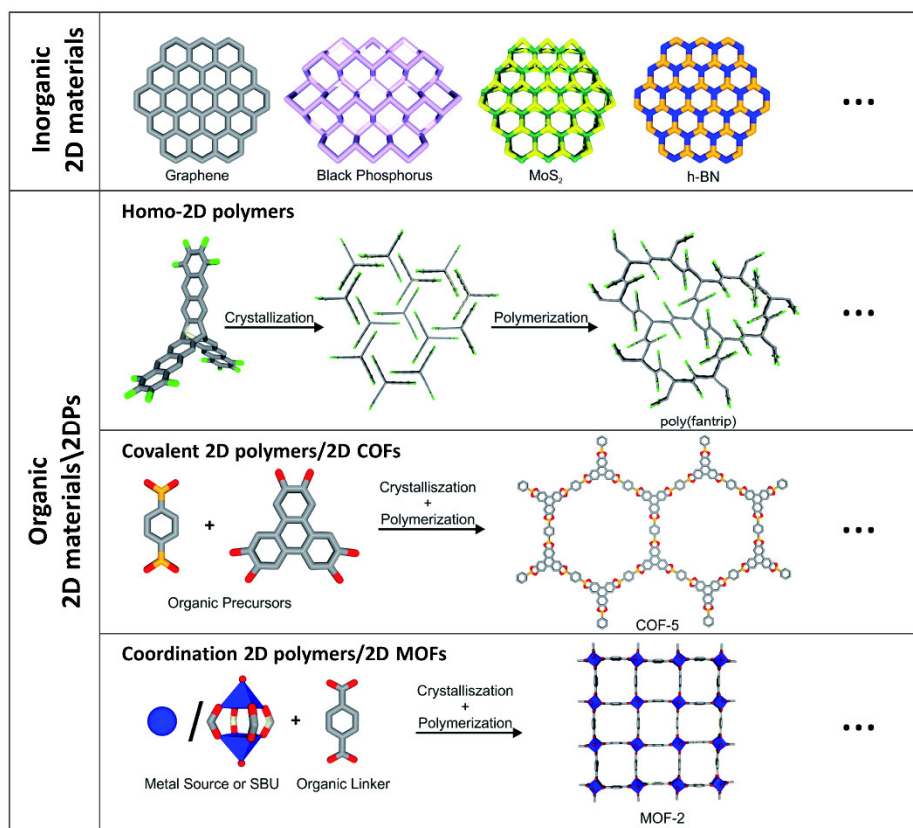 Inorganic
2D materials
Graphene
Black Phosphorus
MoS₂
h-BN
...
Organic
2D materials\2DPs
Homo-2D polymers
Crystallization
Polymerization
poly(fantrip)
...
Covalent 2D polymers/2D COFs
+
Organic Precursors
Crystalliszation
+
Polymerization
COF-5
...
Coordination 2D polymers/2D MOFs
/
+
Metal Source or SBU
Organic Linker
Crystalliszation
+
Polymerization
MOF-2
...